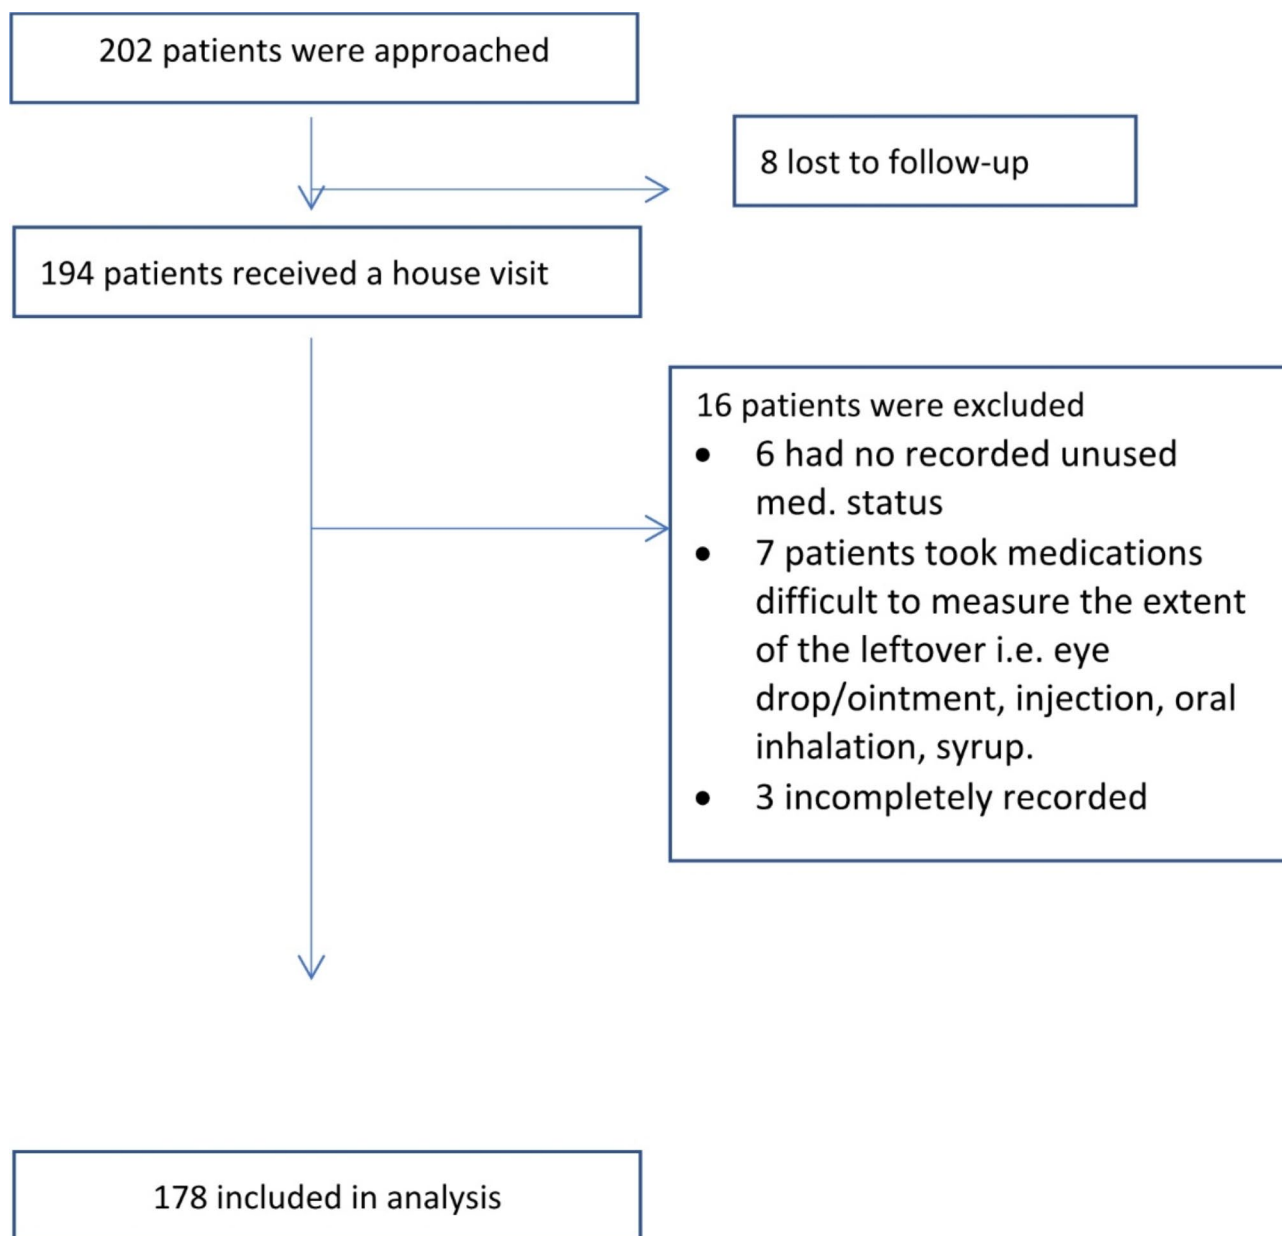 202 patients were approached
8 lost to follow-up
194 patients received a house visit
16 patients were excluded
• 6 had no recorded unused
med. status
• 7 patients took medications
difficult to measure the extent
of the leftover i.e. eye
drop/ointment, injection, oral
inhalation, syrup.
• 3 incompletely recorded
178 included in analysis